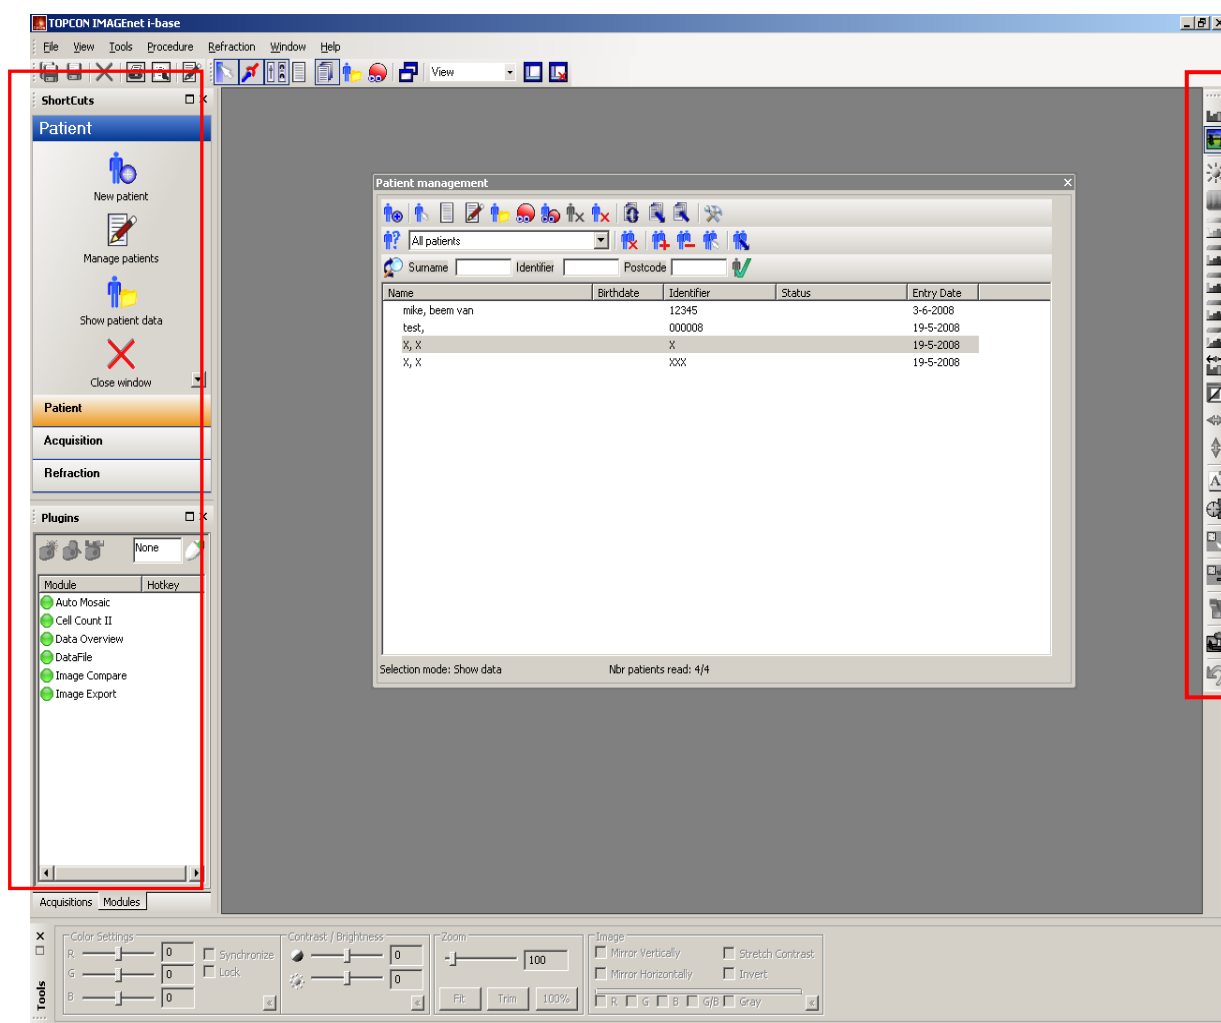 TOPCON IMAGEnet i-base
File View Tools Procedure Refraction Window Help
View
ShortCuts
Patient
New patient
Manage patients
Show patient data
Close window
Patient
Acquisition
Refraction
Plugins
None
Module Hotkey
Auto Mosaic
Cell Count II
Data Overview
DataFile
Image Compare
Image Export
Acquisitions Modules
Patient management
All patients
Surname Identifier Postcode
Name Birthdate Identifier Status Entry Date
mike, beem van 12345 3-6-2008
test, 000008 19-5-2008
X, X X 19-5-2008
X, X XXX 19-5-2008
Selection mode: Show data Nbr patients read: 4/4
Tools
Color Settings
R 0 Synchronize
G 0 Lock
B 0
Contrast / Brightness
0
0
Zoom
100
Fit Trim 100%
Image
Mirror Vertically Stretch Contrast
Mirror Horizontally Invert
R G B G/B Gray